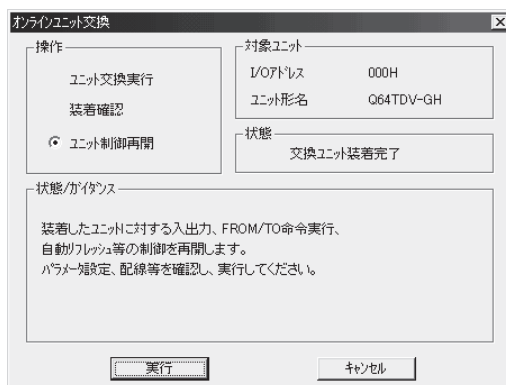 オンラインユニット交換
操作
ユニット交換実行
装着確認
ユニット制御再開
対象ユニット
I/Oアドレス 000H
ユニット形名 Q64TDV-GH
状態
交換ユニット装着完了
状態/ガイダンス
装着したユニットに対する入出力、FROM/TO命令実行、
自動リフレッシュ等の制御を再開します。
パラメータ設定、配線等を確認し、実行してください。
実行 キャンセル